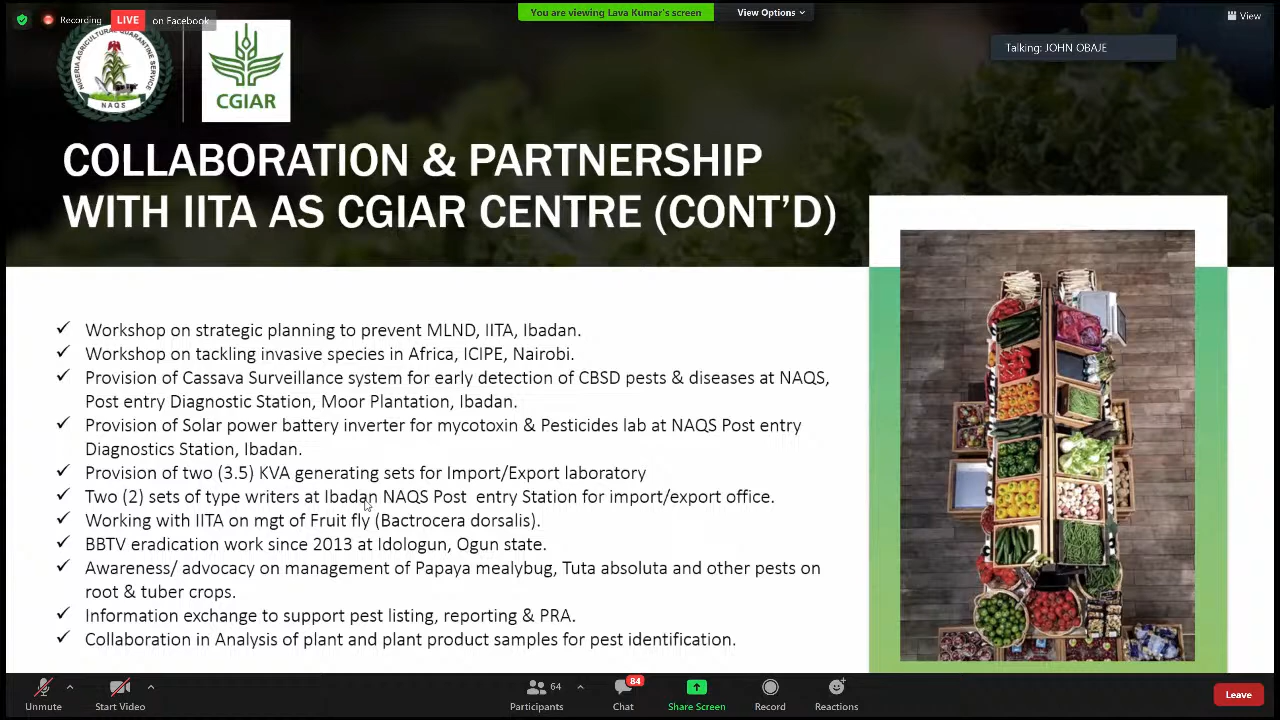 Recording
LIVE
on Facebook
You are viewing Lava Kumar's screen
View Options
View
Talking: JOHN OBAJE
NIGERIA AGRICULTURAL QUARANTINE SERVICE
NAQS
CGIAR
COLLABORATION & PARTNERSHIP
WITH IITA AS CGIAR CENTRE (CONT'D)
✓ Workshop on strategic planning to prevent MLND, IITA, Ibadan.
✓ Workshop on tackling invasive species in Africa, ICIPE, Nairobi.
✓ Provision of Cassava Surveillance system for early detection of CBSD pests & diseases at NAQS,
Post entry Diagnostic Station, Moor Plantation, Ibadan.
✓ Provision of Solar power battery inverter for mycotoxin & Pesticides lab at NAQS Post entry
Diagnostics Station, Ibadan.
✓ Provision of two (3.5) KVA generating sets for Import/Export laboratory
✓ Two (2) sets of type writers at Ibadan NAQS Post  entry Station for import/export office.
✓ Working with IITA on mgt of Fruit fly (Bactrocera dorsalis).
✓ BBTV eradication work since 2013 at Idologun, Ogun state.
✓ Awareness/ advocacy on management of Papaya mealybug, Tuta absoluta and other pests on
root & tuber crops.
✓ Information exchange to support pest listing, reporting & PRA.
✓ Collaboration in Analysis of plant and plant product samples for pest identification.
Unmute
Start Video
64
Participants
84
Chat
Share Screen
Record
Reactions
Leave